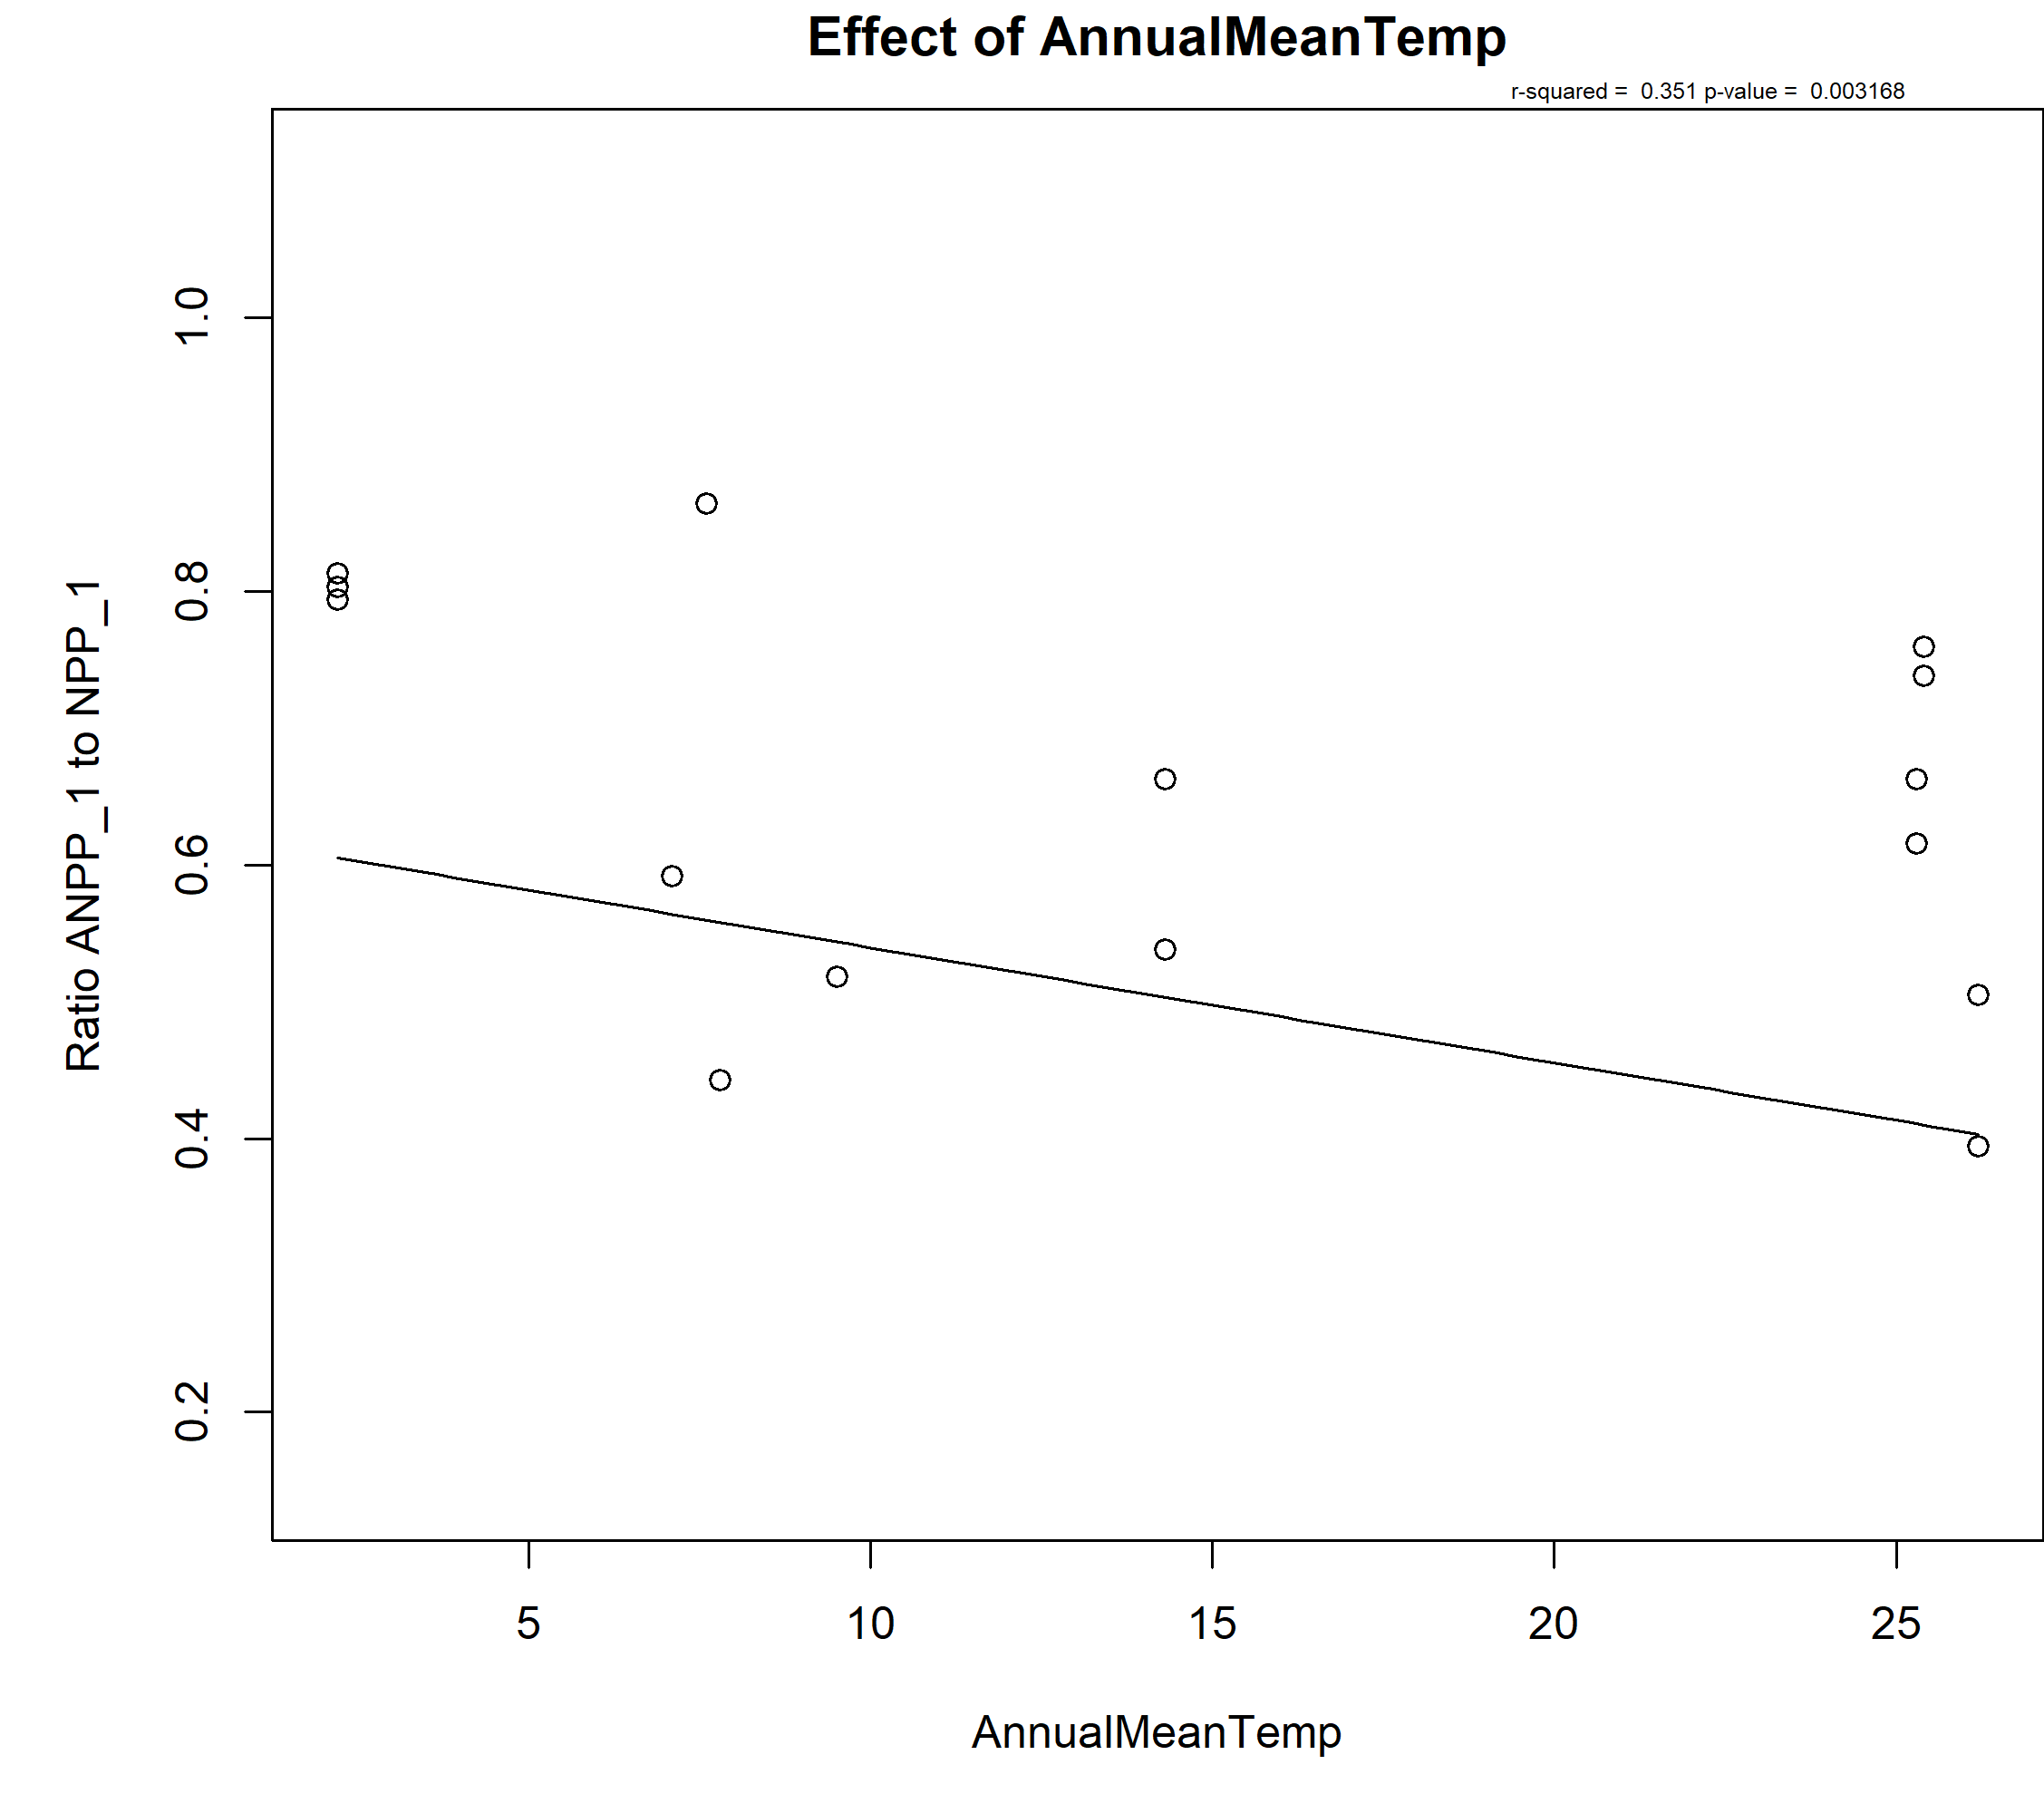 Effect of AnnualMeanTemp
r-squared =  0.351 p-value =  0.003168
Ratio ANPP_1 to NPP_1
1.0
0.8
0.6
0.4
0.2
5 10 15 20 25
AnnualMeanTemp